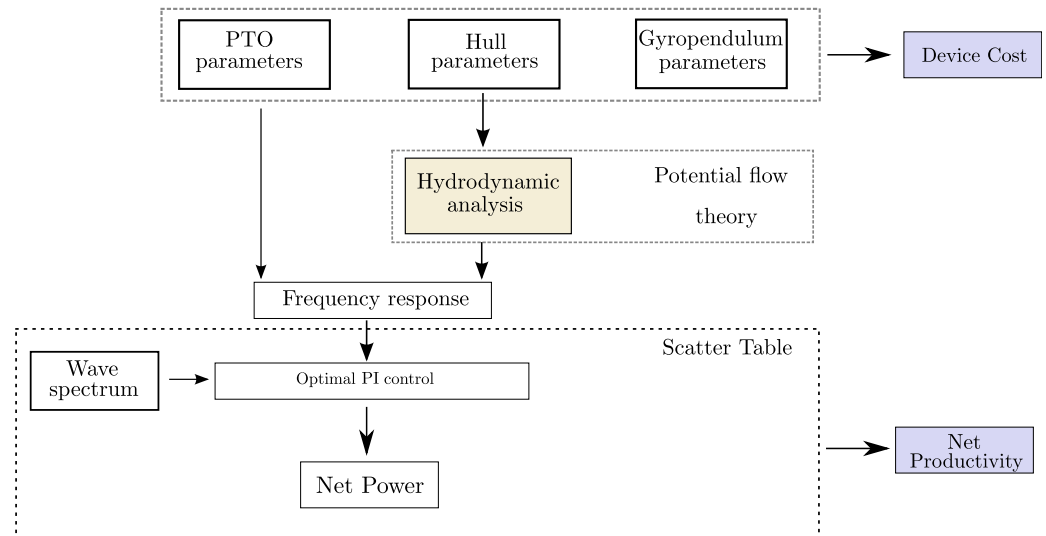 PTO
parameters
Hull
parameters
Gyropendulum
parameters
Device Cost
Hydrodynamic
analysis
Potential flow
theory
Frequency response
Scatter Table
Wave
spectrum
Optimal PI control
Net
Productivity
Net Power